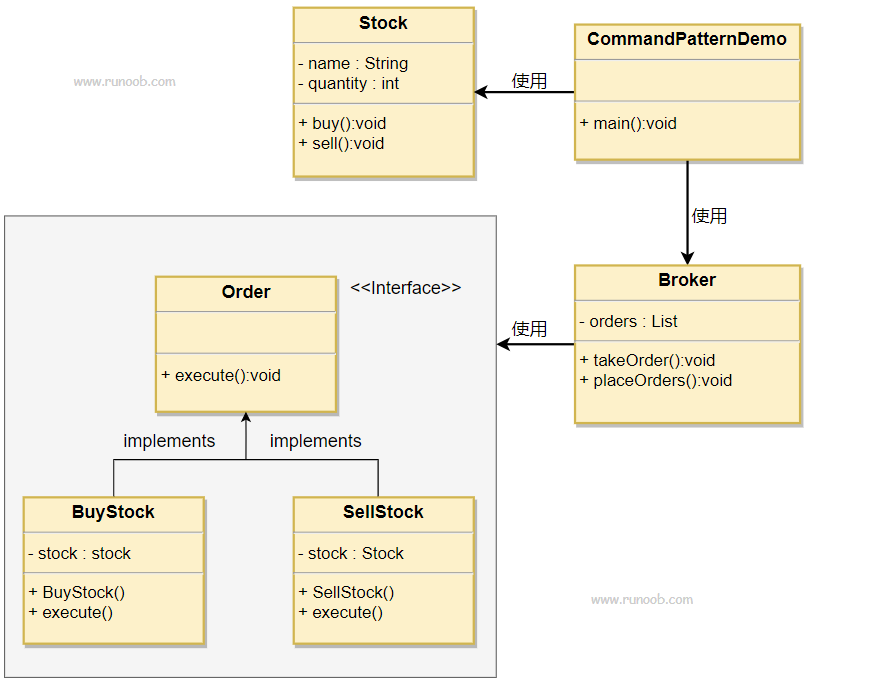 Stock
- name : String
- quantity : int
+ buy():void
+ sell():void
CommandPatternDemo
+ main():void
www.runoob.com
使用
使用
Order
<<Interface>>
+ execute():void
Broker
- orders : List
+ takeOrder():void
+ placeOrders():void
使用
implements
implements
BuyStock
- stock : stock
+ BuyStock()
+ execute()
SellStock
- stock : Stock
+ SellStock()
+ execute()
www.runoob.com